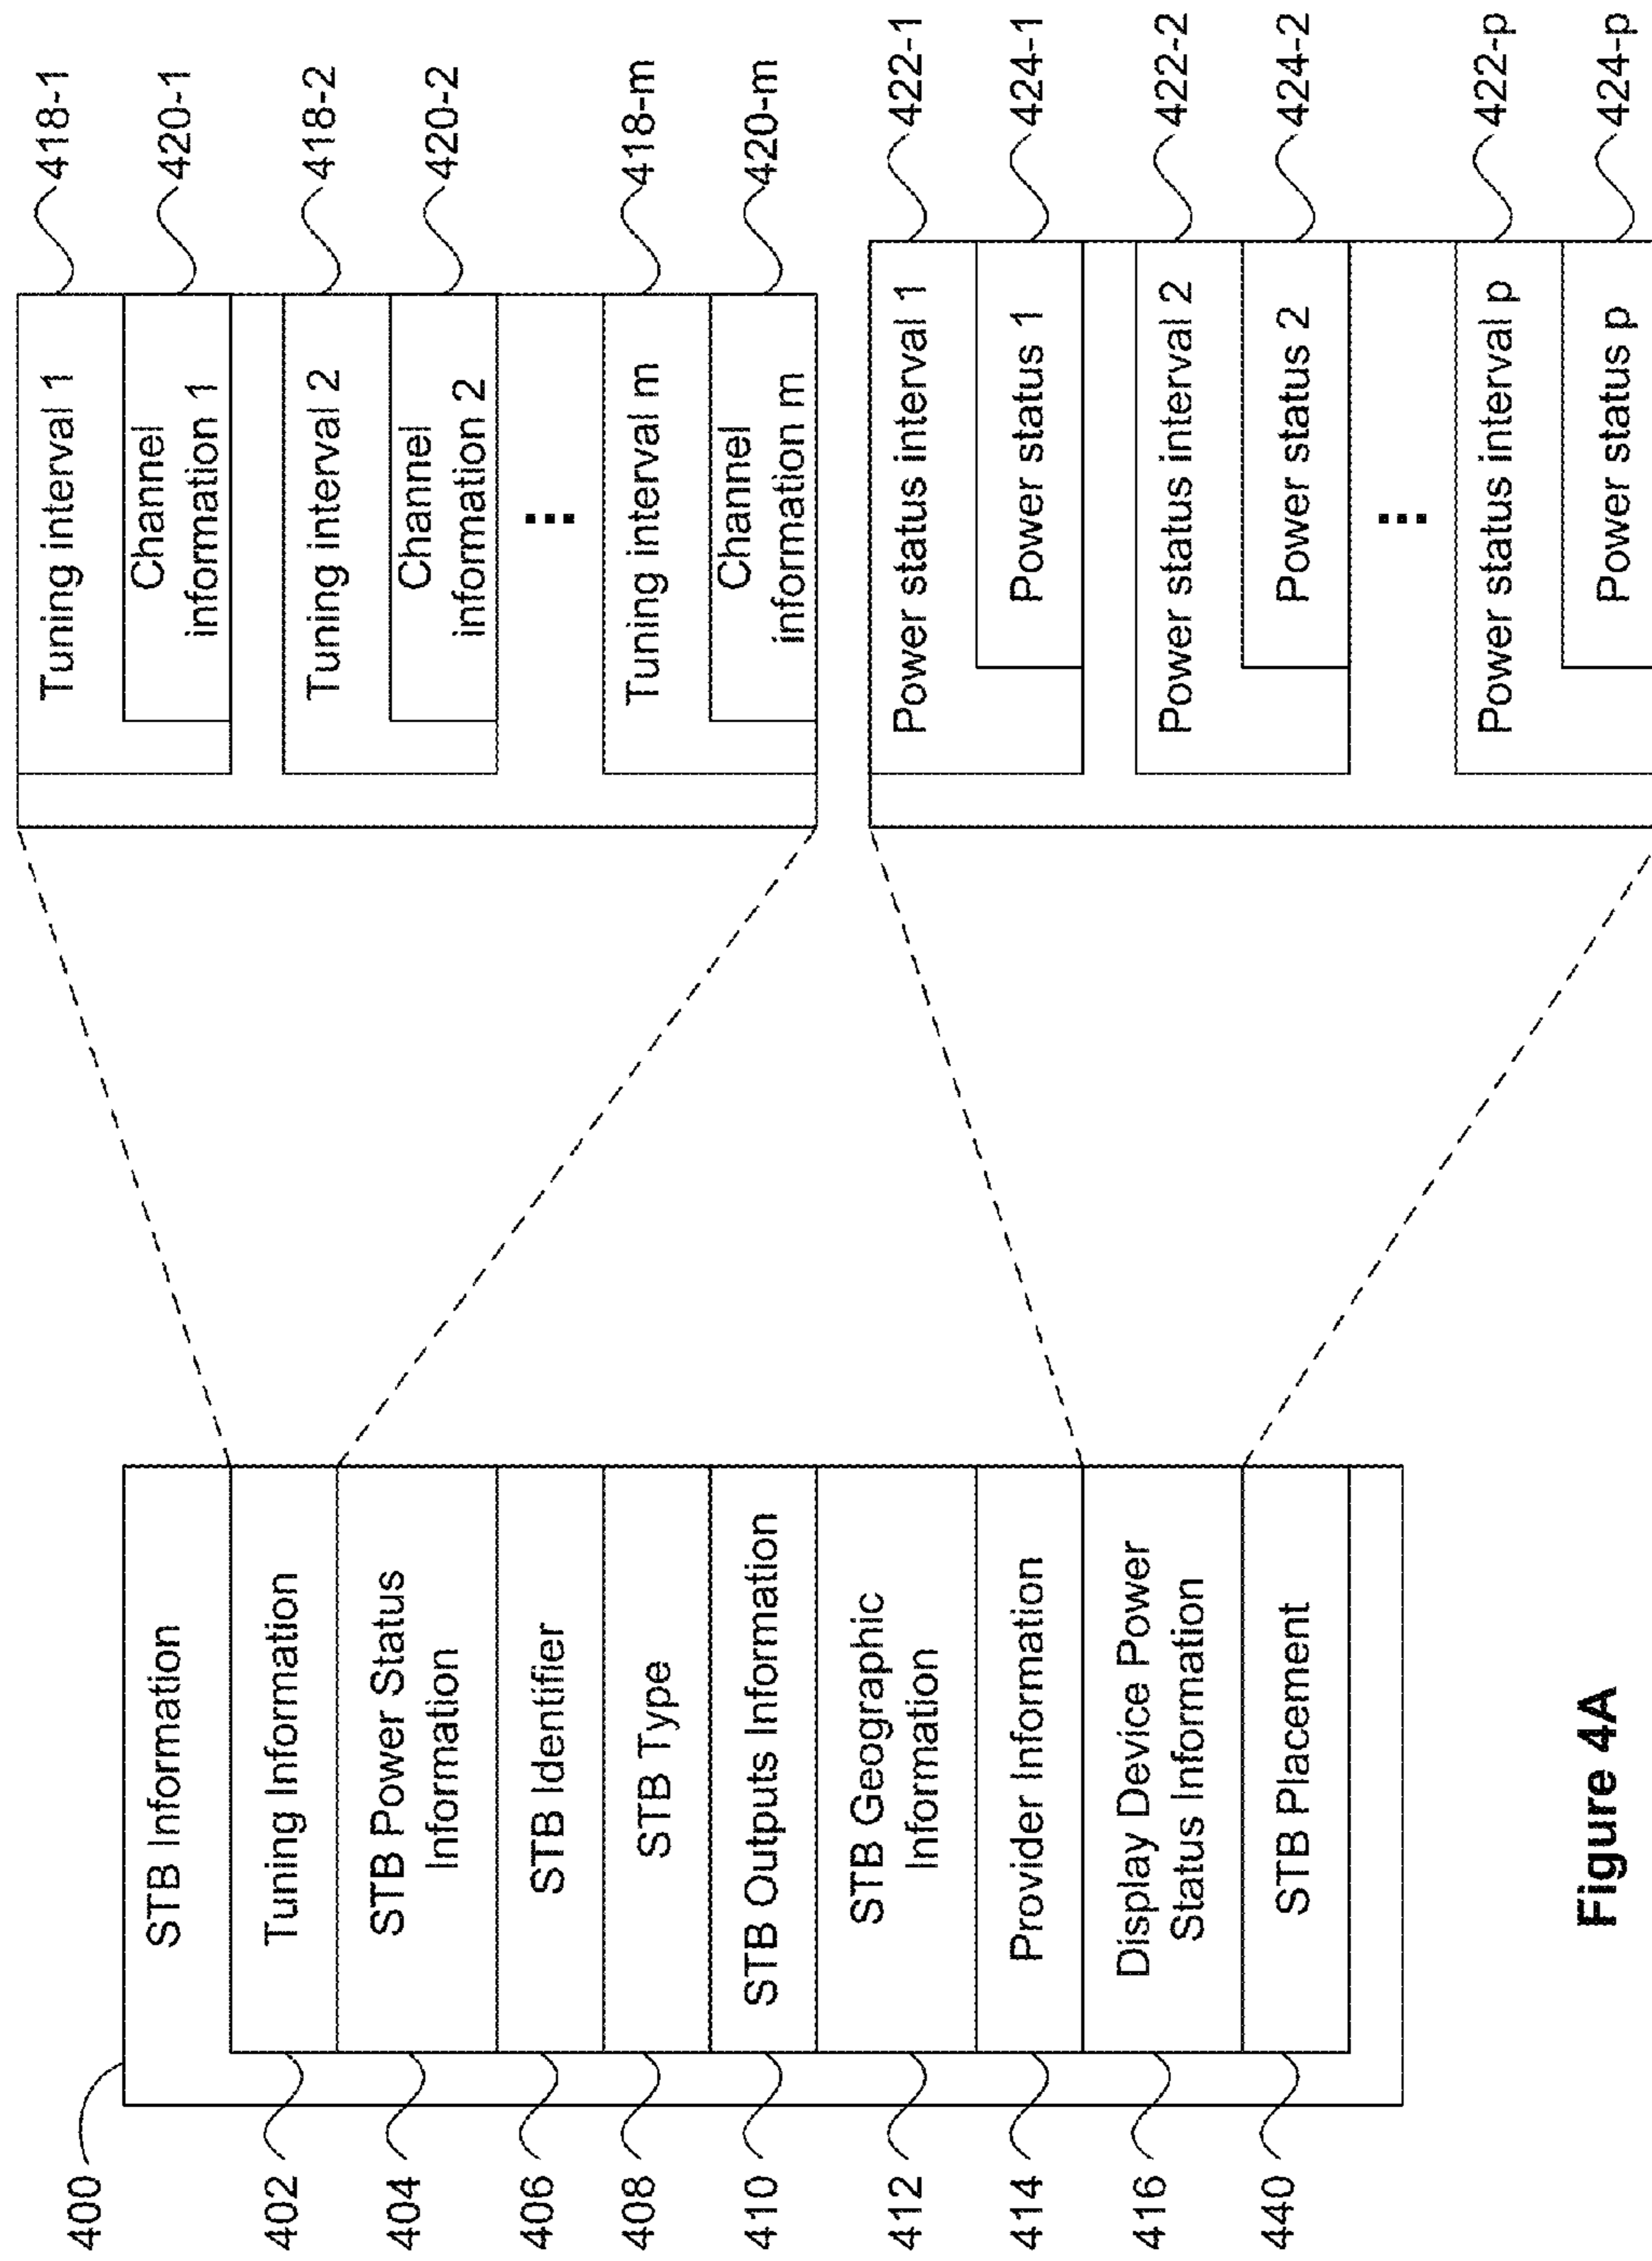 400
STB Information
402
Tuning Information
404
STB Power Status
Information
406
STB Identifier
408
STB Type
410
STB Outputs Information
412
STB Geographic
Information
414
Provider Information
416
Display Device Power
Status Information
440
STB Placement
Tuning interval 1
418-1
Channel
information 1
420-1
Tuning interval 2
418-2
Channel
information 2
420-2
...
Tuning interval m
418-m
Channel
information m
420-m
Power status interval 1
422-1
Power status 1
424-1
Power status interval 2
422-2
Power status 2
424-2
...
Power status interval p
422-p
Power status p
424-p
Figure 4A